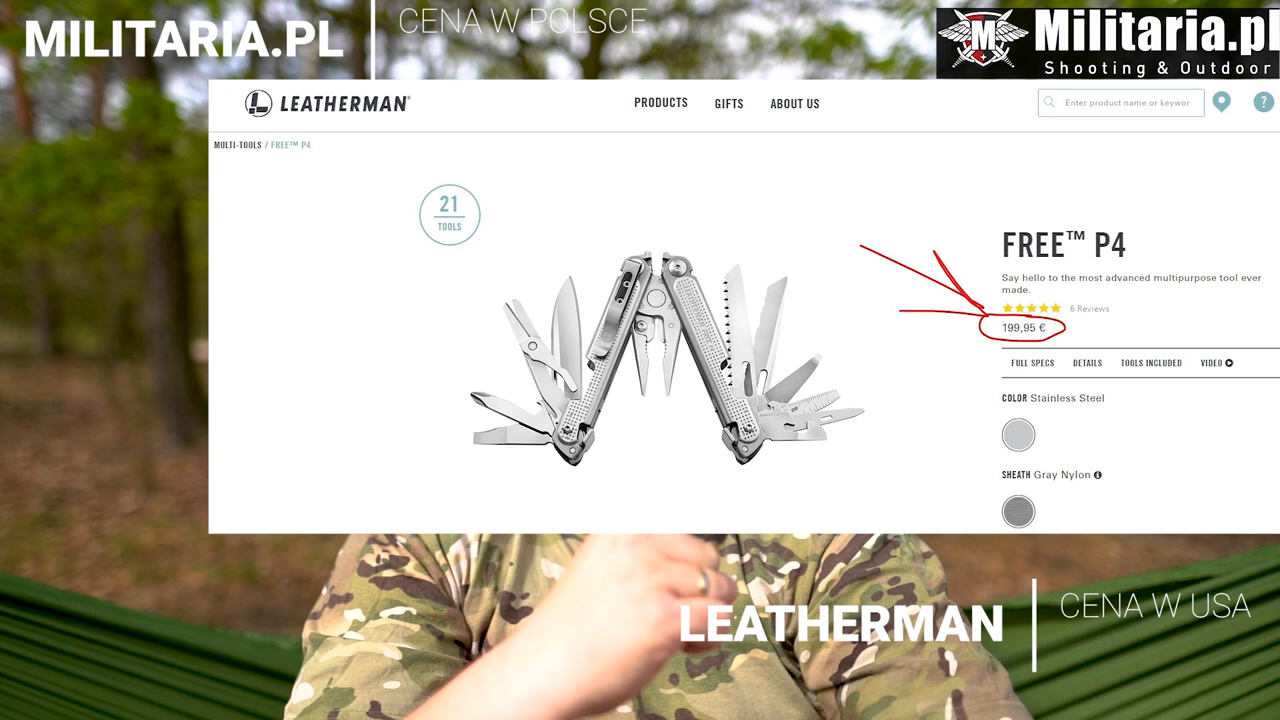 MILITARIA.PL
CENA W POLSCE
Militaria.pl
Shooting & Outdoor
LEATHERMAN®
PRODUCTS GIFTS ABOUT US
Enter product name or keywor
?
MULTI-TOOLS / FREE™ P4
21
TOOLS
FREE™ P4
Say hello to the most advanced multipurpose tool ever
made.
6 Reviews
199,95 €
FULL SPECS DETAILS TOOLS INCLUDED VIDEO
COLOR Stainless Steel
SHEATH Gray Nylon
LEATHERMAN
CENA W USA